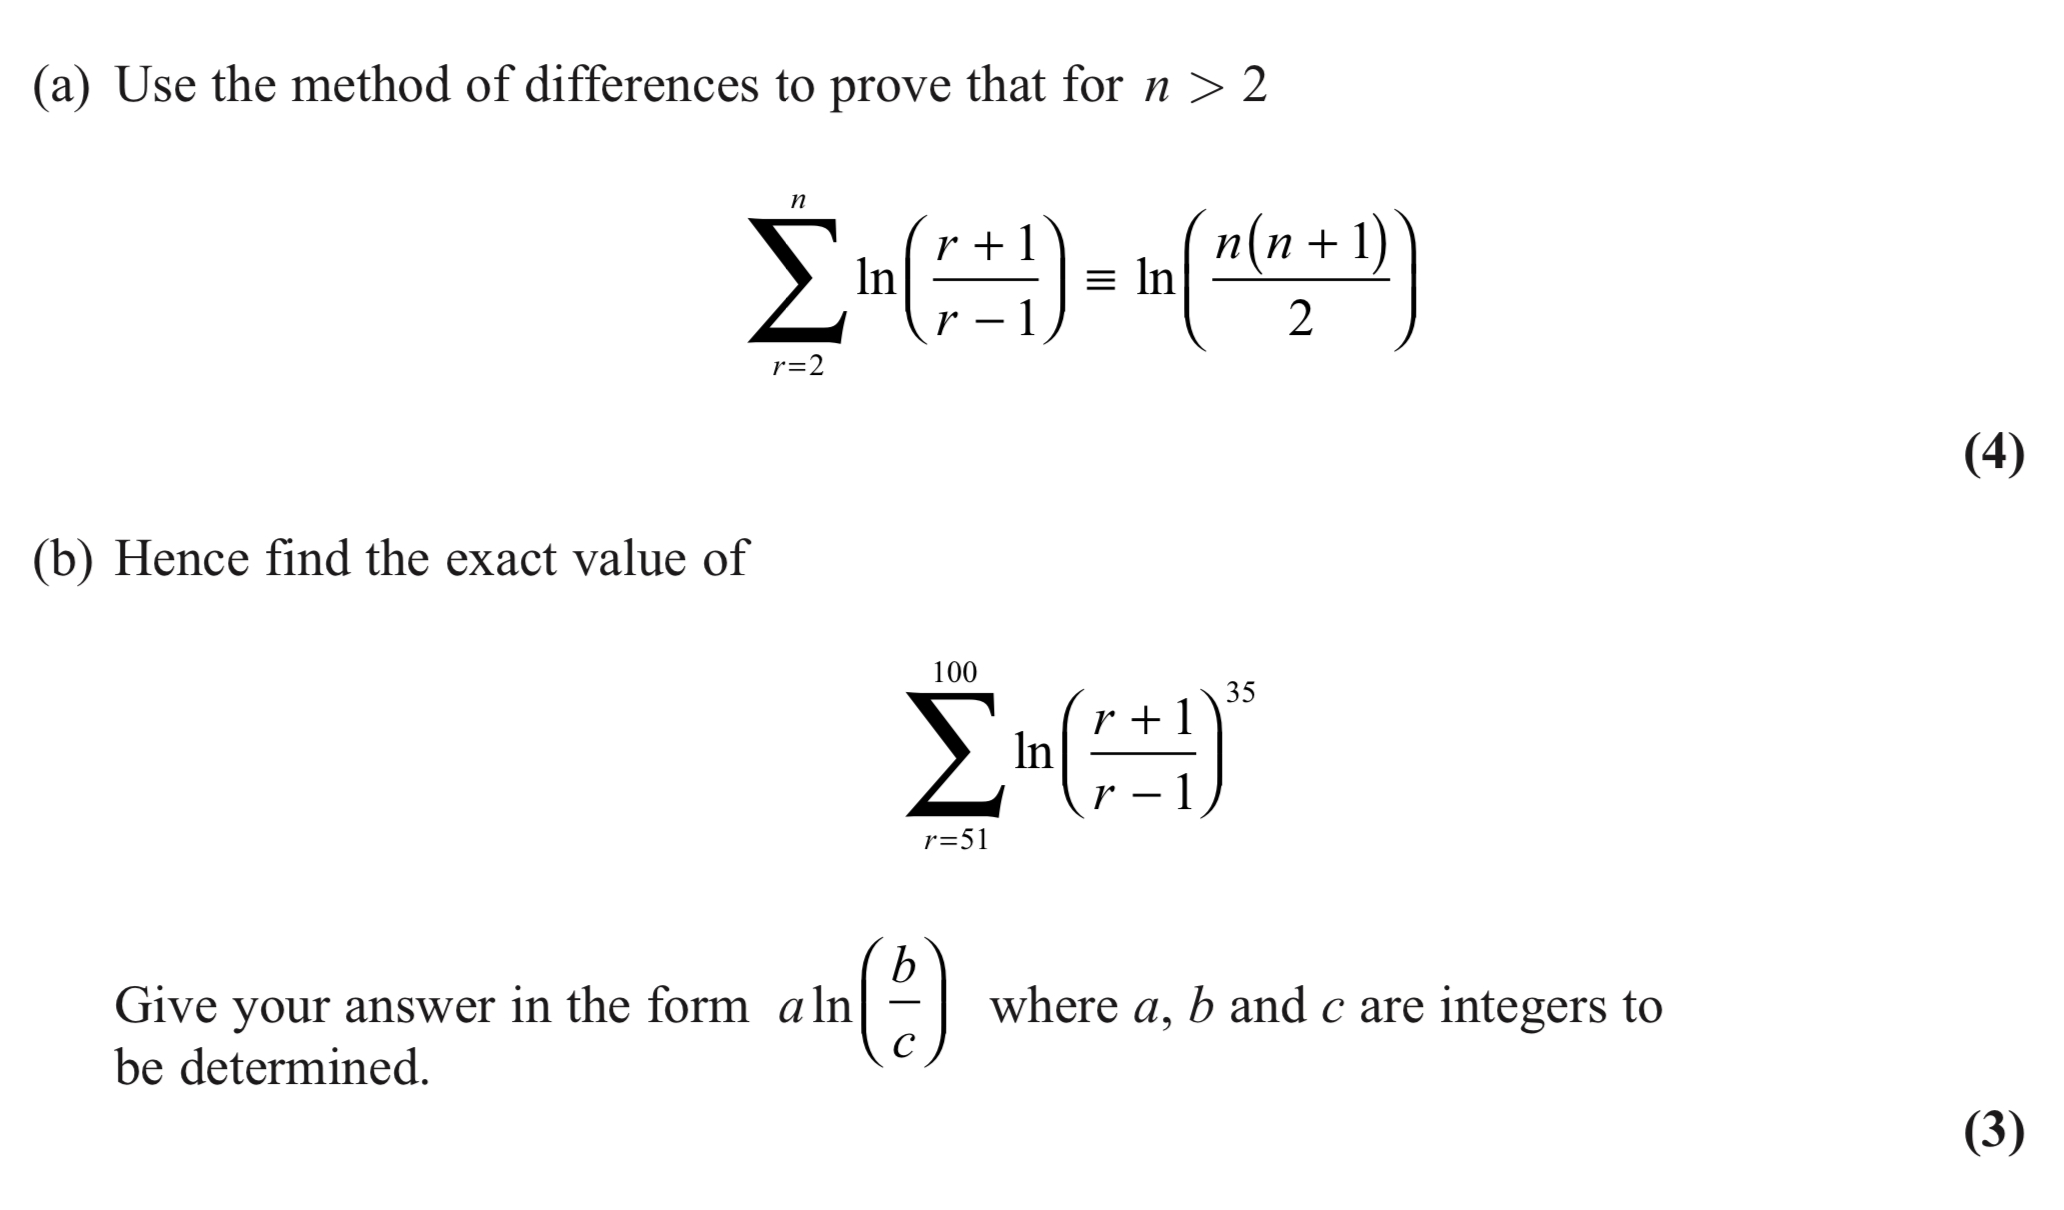 (a) Use the method of differences to prove that for n > 2
\sum_{r=2}^{n} \ln\left(\frac{r+1}{r-1}\right) \equiv \ln\left(\frac{n(n+1)}{2}\right)
(4)
(b) Hence find the exact value of
\sum_{r=51}^{100} \ln\left(\frac{r+1}{r-1}\right)^{35}
Give your answer in the form a ln\left(\frac{b}{c}\right) where a, b and c are integers to
be determined.
(3)